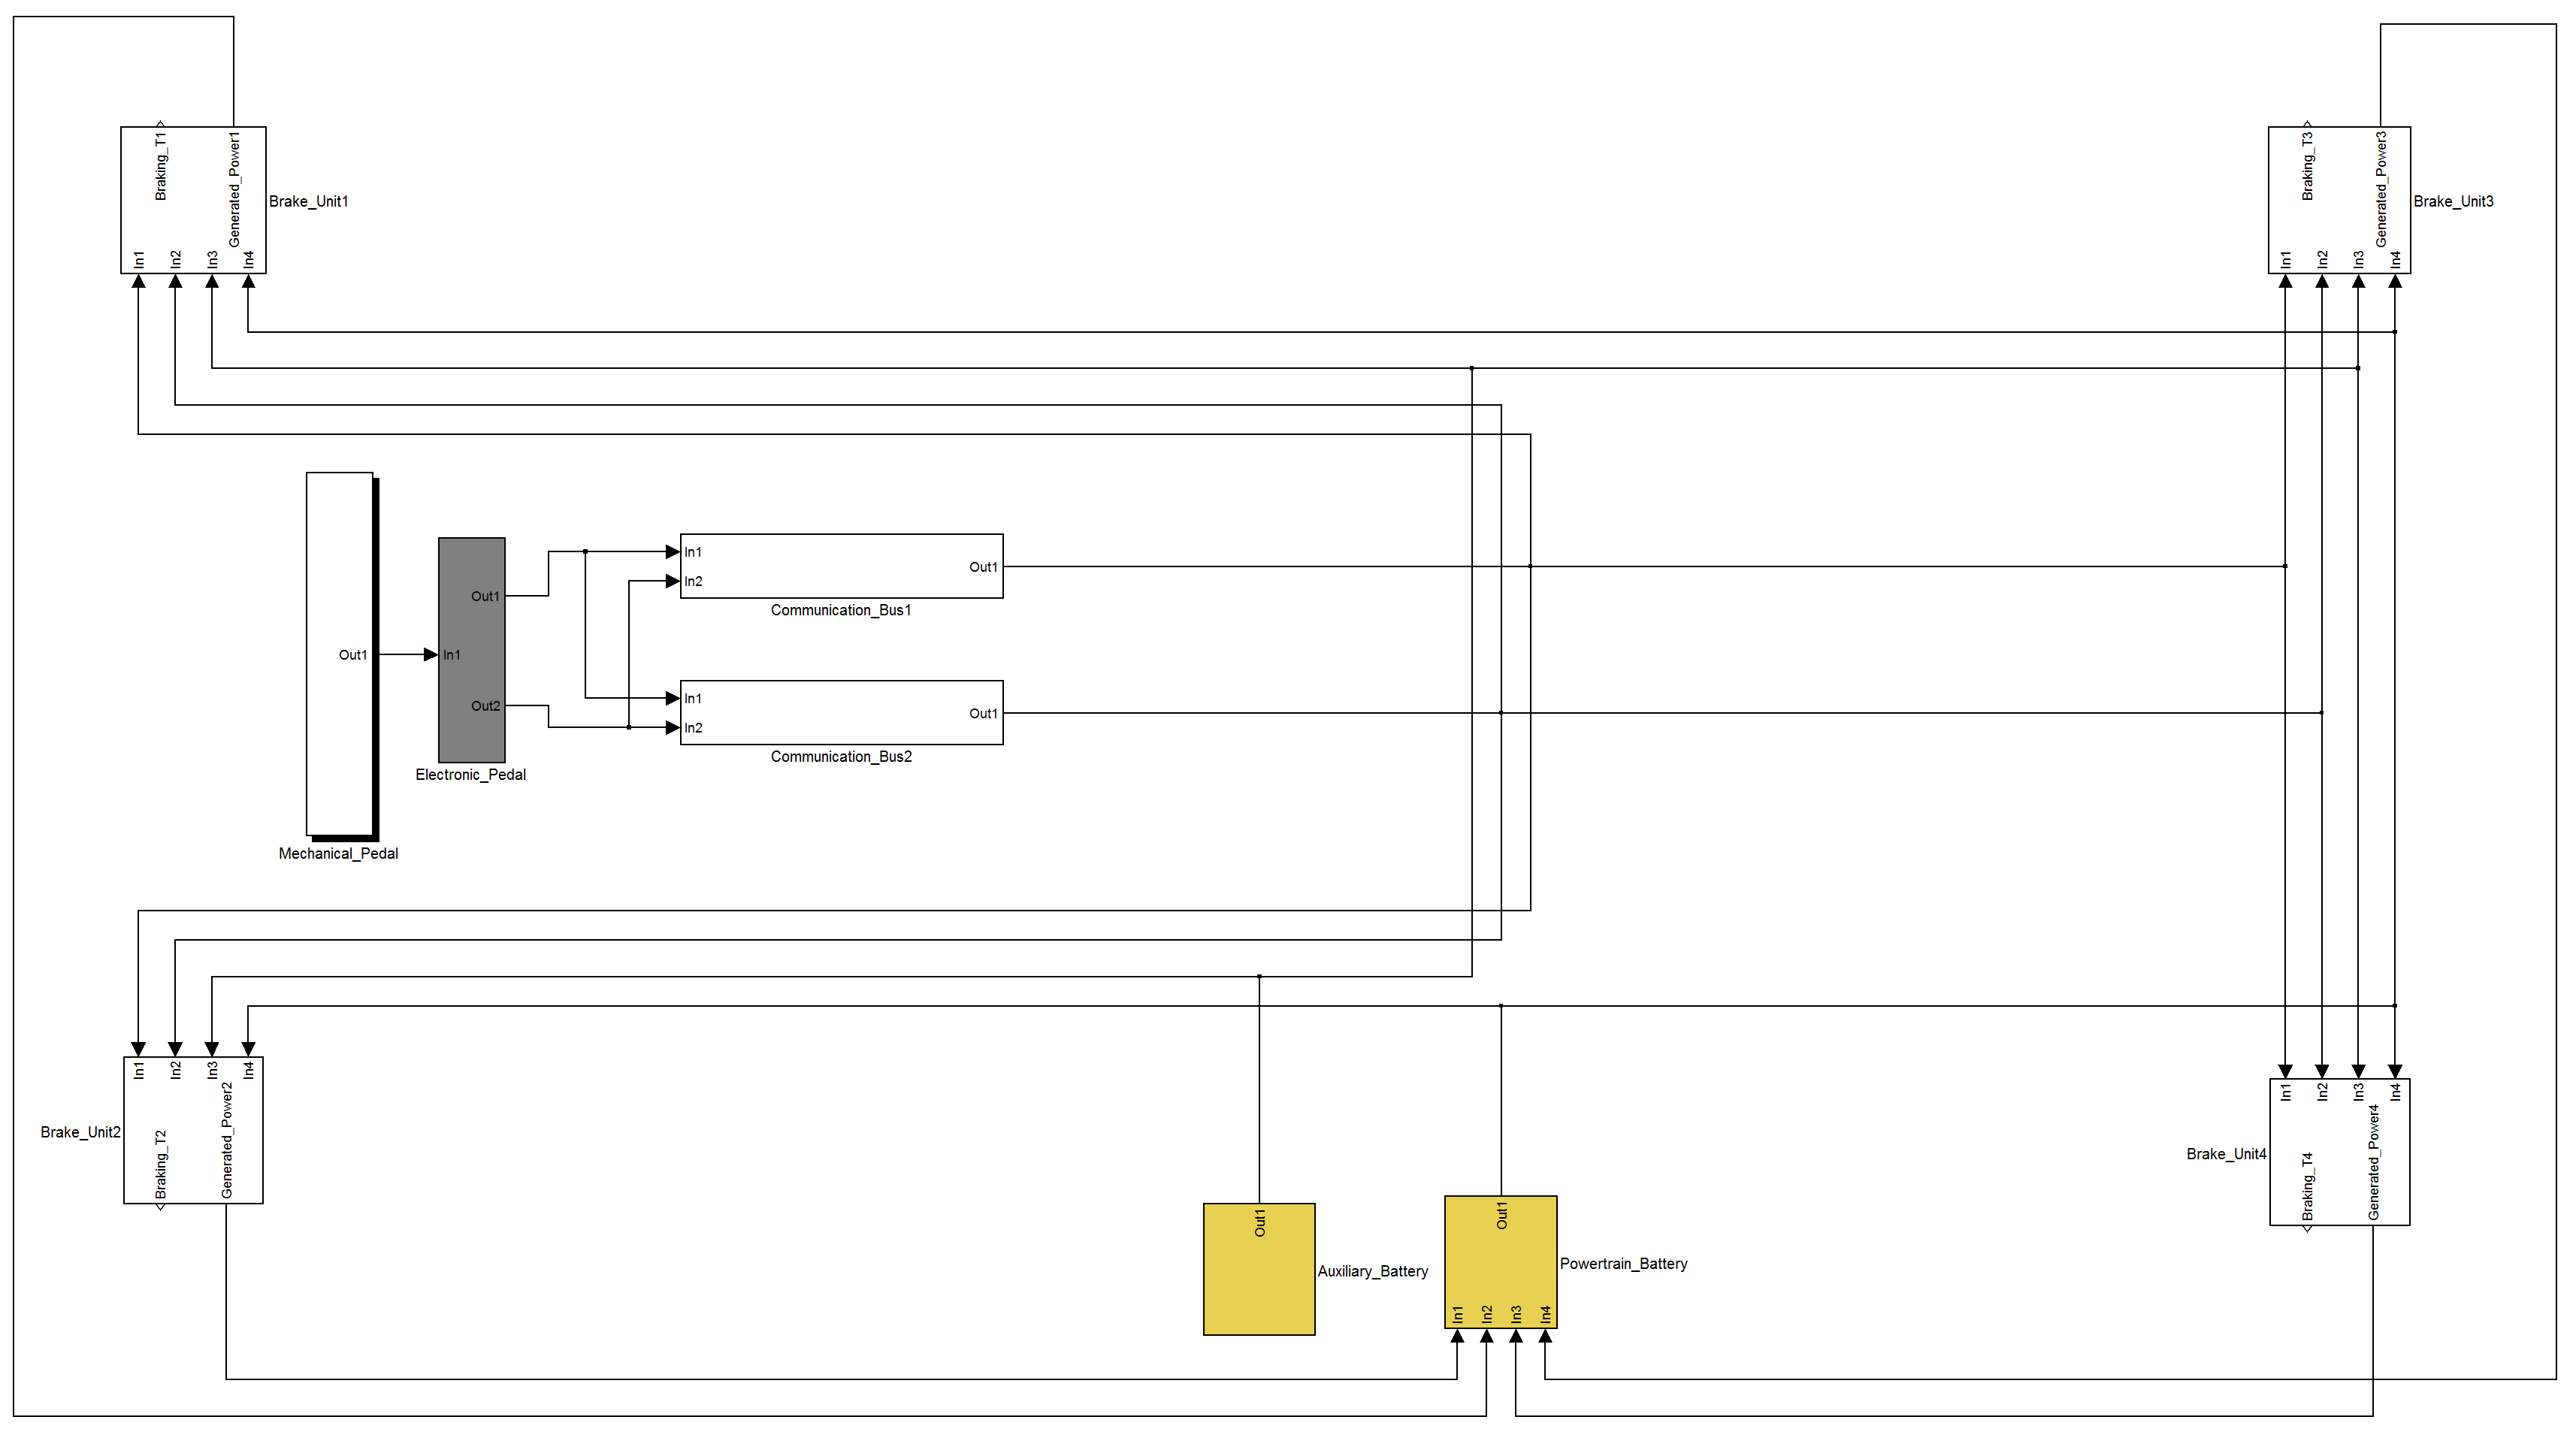 Braking_T1
Generated_Power1
In1
In2
In3
In4
Brake_Unit1
Braking_T3
Generated_Power3
In1
In2
In3
In4
Brake_Unit3
Out1
Mechanical_Pedal
In1
Out1
Out2
Electronic_Pedal
In1
In2
Out1
Communication_Bus1
In1
In2
Out1
Communication_Bus2
In1
In2
In3
In4
Braking_T2
Generated_Power2
Brake_Unit2
Out1
Auxiliary_Battery
Out1
In1
In2
In3
In4
Powertrain_Battery
In1
In2
In3
In4
Braking_T4
Generated_Power4
Brake_Unit4